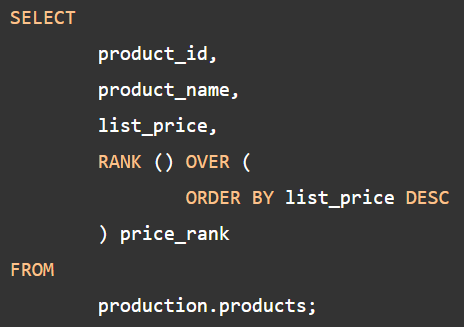 SELECT
product_id,
product_name,
list_price,
RANK () OVER (
ORDER BY list_price DESC
) price_rank
FROM
production.products;